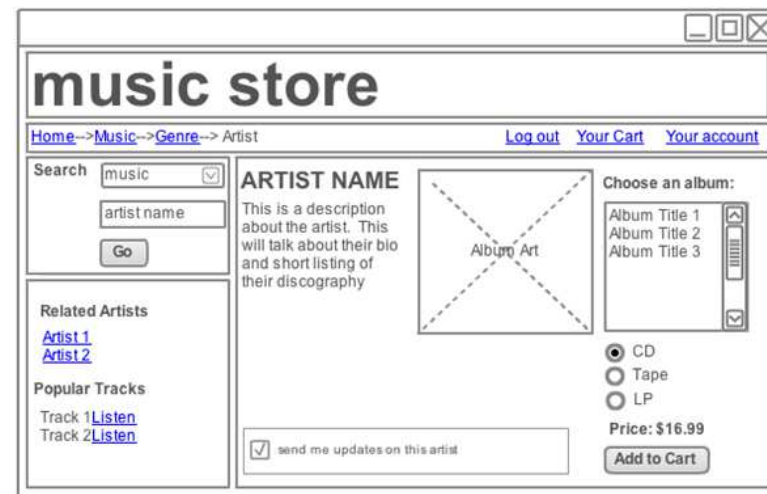 music store
Home-->Music-->Genre--> Artist
Log out Your Cart Your account
Search music
artist name
Go
Related Artists
Artist 1
Artist 2
Popular Tracks
Track 1Listen
Track 2Listen
ARTIST NAME
This is a description
about the artist. This
will talk about their bio
and short listing of
their discography
Album Art
send me updates on this artist
Choose an album:
Album Title 1
Album Title 2
Album Title 3
CD
Tape
LP
Price: $16.99
Add to Cart